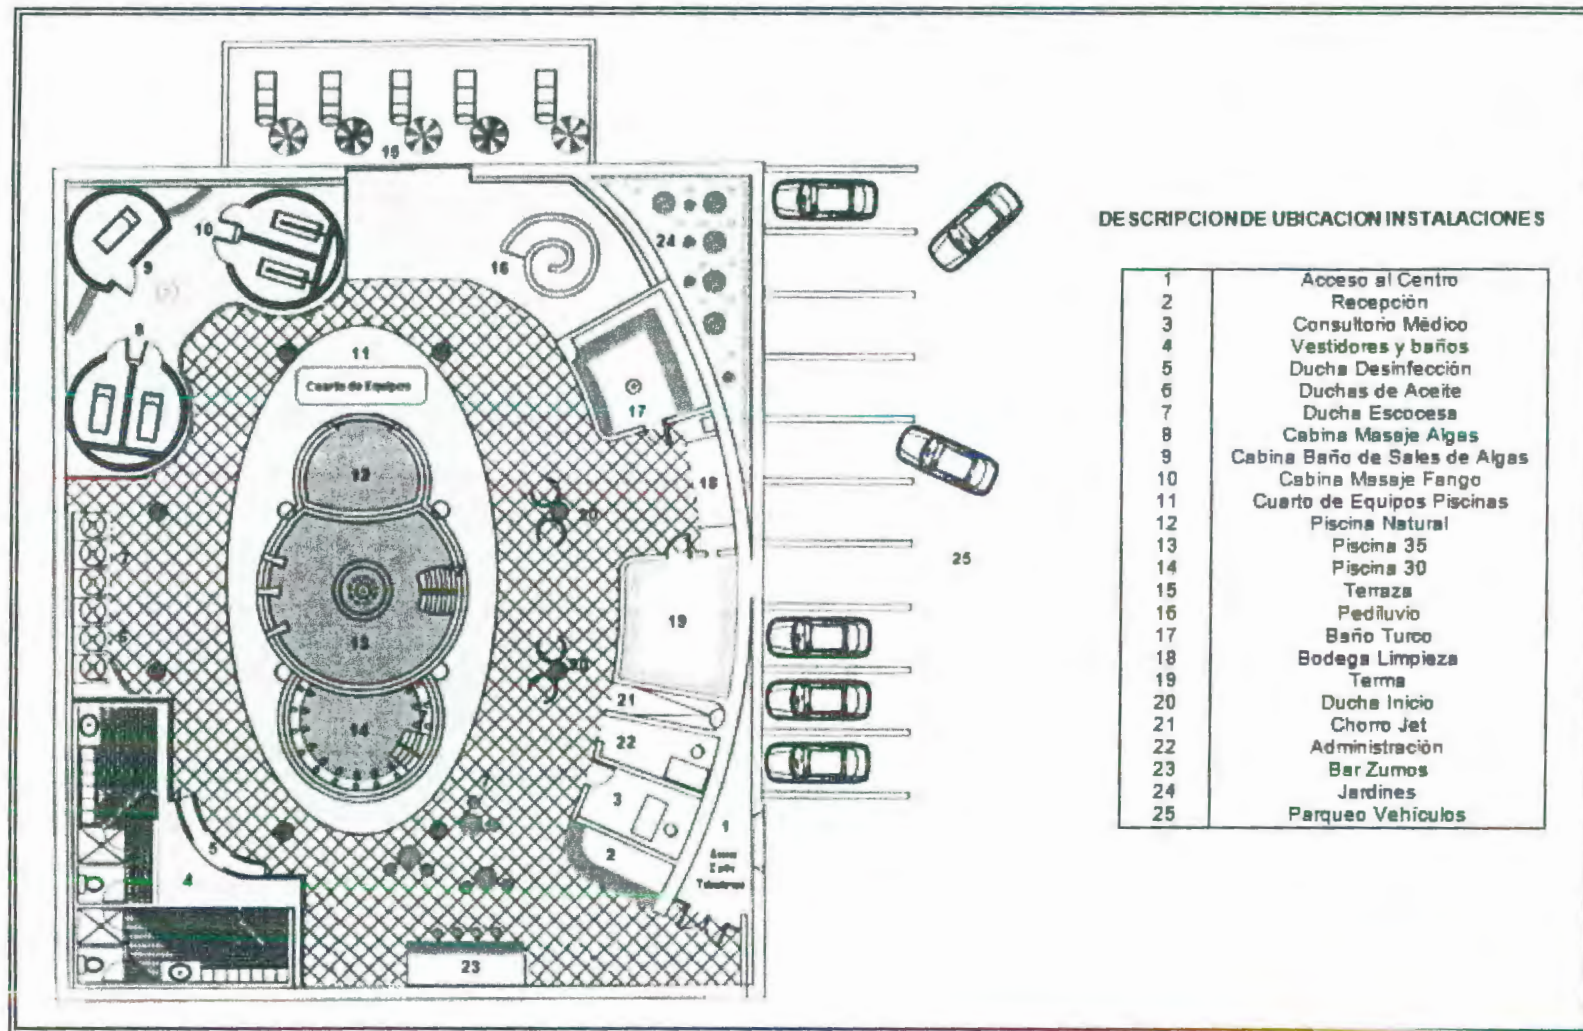 DESCRIPCION DE UBICACION INSTALACIONES
1 Acceso al Centro
2 Recepción
3 Consultorio Médico
4 Vestidores y baños
5 Ducha Desinfección
6 Duchas de Aceite
7 Ducha Escocesa
8 Cabina Masaje Algas
9 Cabina Baño de Sales de Algas
10 Cabina Masaje Fango
11 Cuarto de Equipos Piscinas
12 Piscina Natural
13 Piscina 35
14 Piscina 30
15 Terraza
16 Pediluvio
17 Baño Turco
18 Bodega Limpieza
19 Terma
20 Ducha Inicio
21 Chorro Jet
22 Administración
23 Bar Zumos
24 Jardines
25 Parqueo Vehículos
15
10
16
24
9
8
11
Cuarto de Equipos
17
12
18
20
7
25
13
19
6
20
21
14
22
3
1
5
2
4
23